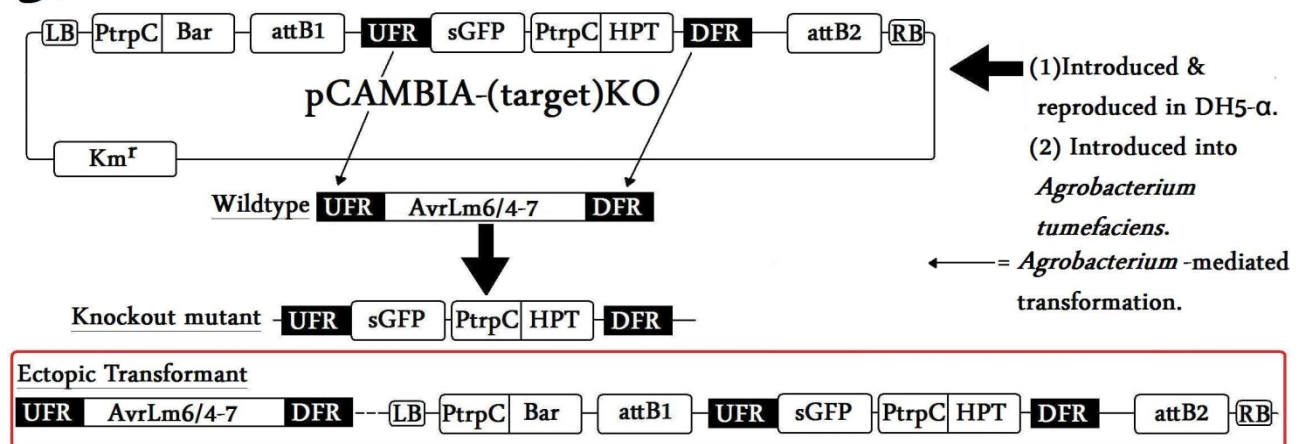 LB PtrpC Bar attB1 UFR sGFP PtrpC HPT DFR attB2 RB
pCAMBIA-(target)KO
Kmʳ
(1)Introduced &
reproduced in DH5-α.
(2) Introduced into
Agrobacterium
tumefaciens.
= Agrobacterium -mediated
transformation.
Wildtype UFR AvrLm6/4-7 DFR
Knockout mutant UFR sGFP PtrpC HPT DFR
Ectopic Transformant
UFR AvrLm6/4-7 DFR LB PtrpC Bar attB1 UFR sGFP PtrpC HPT DFR attB2 RB